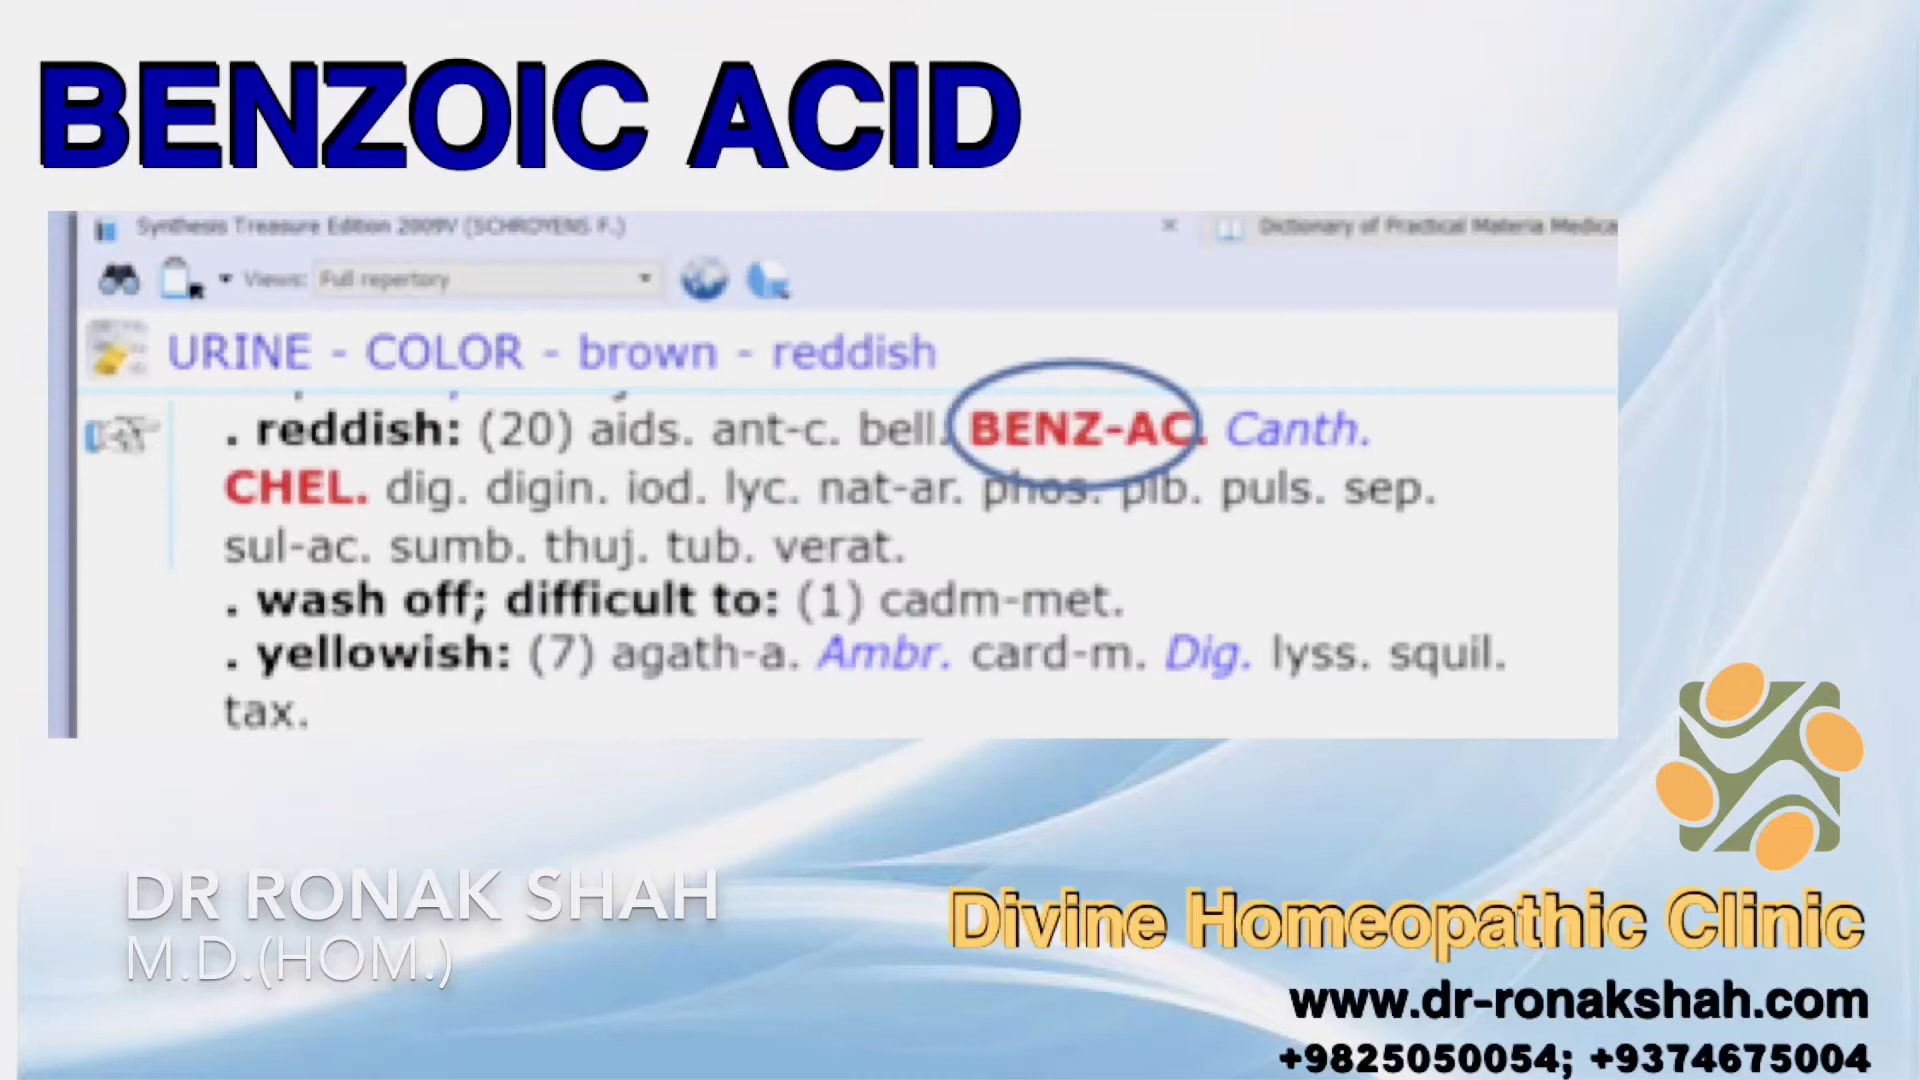 BENZOIC ACID
Synthesis Treasure Edition 2009V (SCHROYENS F.)
Dictionary of Practical Materia Medica
Views: Full repertory
URINE - COLOR - brown - reddish
. reddish: (20) aids. ant-c. bell. BENZ-AC. Canth.
CHEL. dig. digin. iod. lyc. nat-ar. phos. plb. puls. sep.
sul-ac. sumb. thuj. tub. verat.
. wash off; difficult to: (1) cadm-met.
. yellowish: (7) agath-a. Ambr. card-m. Dig. lyss. squil.
tax.
DR RONAK SHAH
M.D.(HOM.)
Divine Homeopathic Clinic
www.dr-ronakshah.com
+9825050054; +9374675004